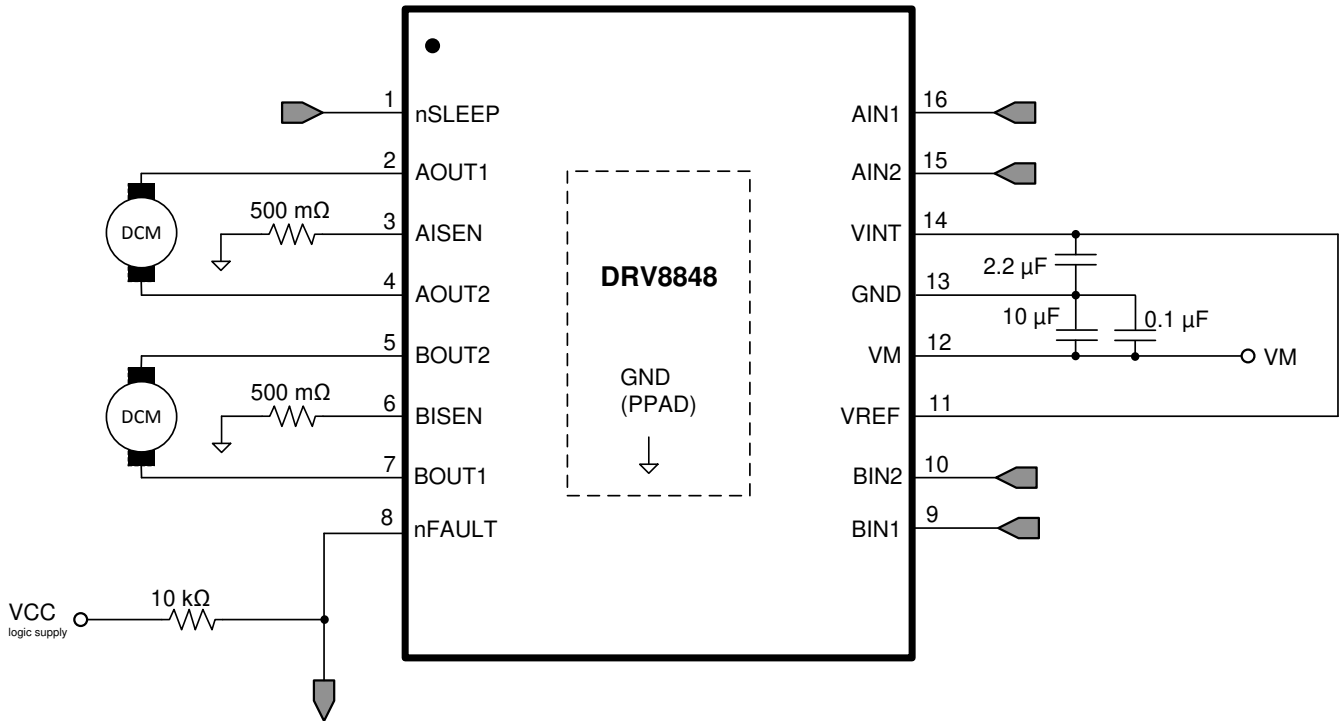 1
nSLEEP
2
AOUT1
DCM
500 mΩ
3
AISEN
4
AOUT2
5
BOUT2
DCM
500 mΩ
6
BISEN
7
BOUT1
8
nFAULT
VCC
logic supply
10 kΩ
DRV8848
GND
(PPAD)
AIN1
16
AIN2
15
VINT
14
2.2 µF
GND
13
10 µF
0.1 µF
VM
12
VM
VREF
11
BIN2
10
BIN1
9